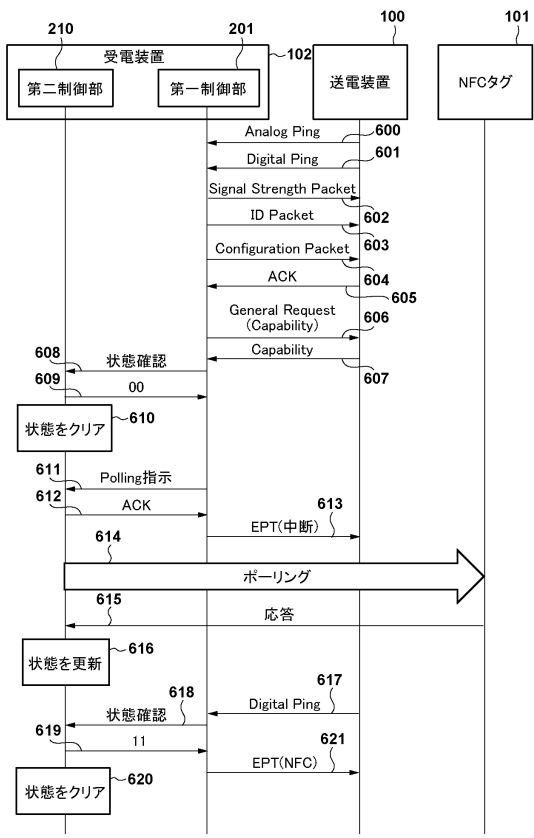 210
201
100
101
受電装置
102
第二制御部
第一制御部
送電装置
NFCタグ
Analog Ping
600
Digital Ping
601
Signal Strength Packet
602
ID Packet
603
Configuration Packet
604
ACK
605
General Request
(Capability)
606
Capability
607
608
状態確認
609
00
状態をクリア
610
611
Polling指示
612
ACK
EPT(中断)
613
614
ポーリング
615
応答
状態を更新
616
Digital Ping
617
状態確認
618
619
11
EPT(NFC)
621
状態をクリア
620